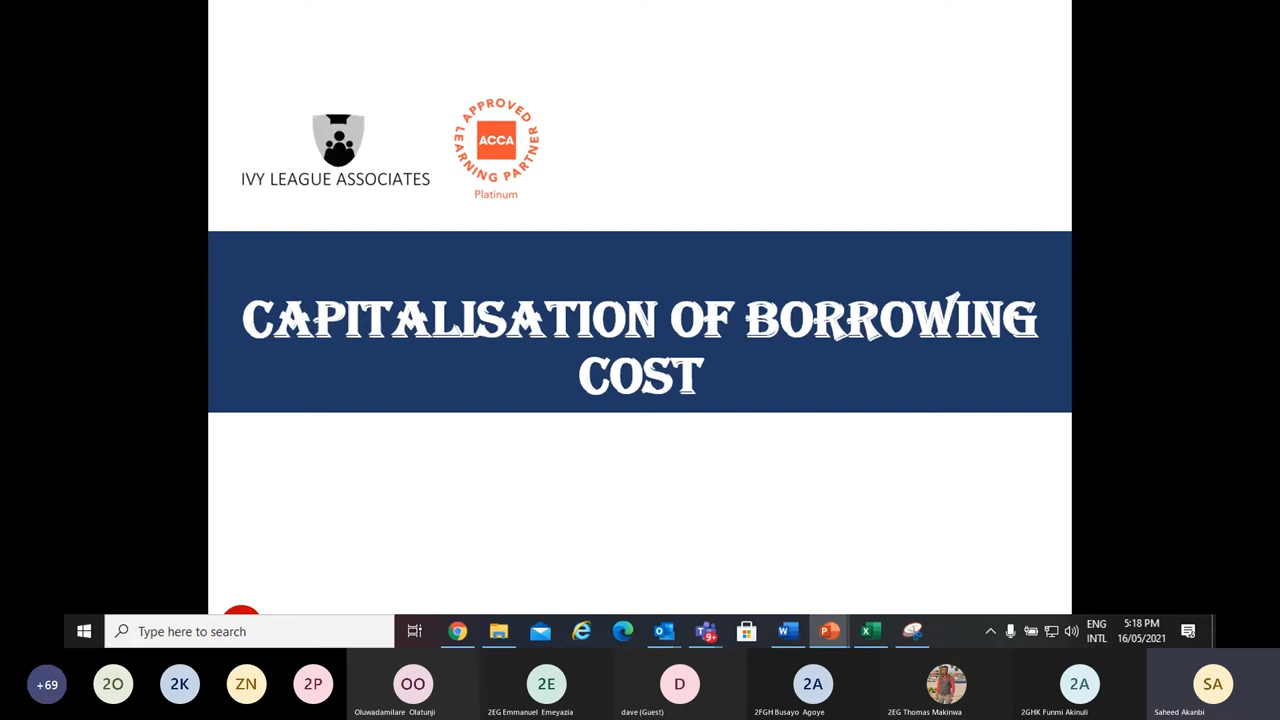 APPROVED LEARNING PARTNER
ACCA
Platinum
IVY LEAGUE ASSOCIATES
CAPITALISATION OF BORROWING
COST
Type here to search
9+
ENG
INTL
5:18 PM
16/05/2021
+69
2O
2K
ZN
2P
OO
Oluwadamilare Olatunji
2E
2EG Emmanuel Emeyazia
D
dave (Guest)
2A
2FGH Busayo Agoye
2EG Thomas Makinwa
2A
2GHK Funmi Akinuli
SA
Saheed Akanbi